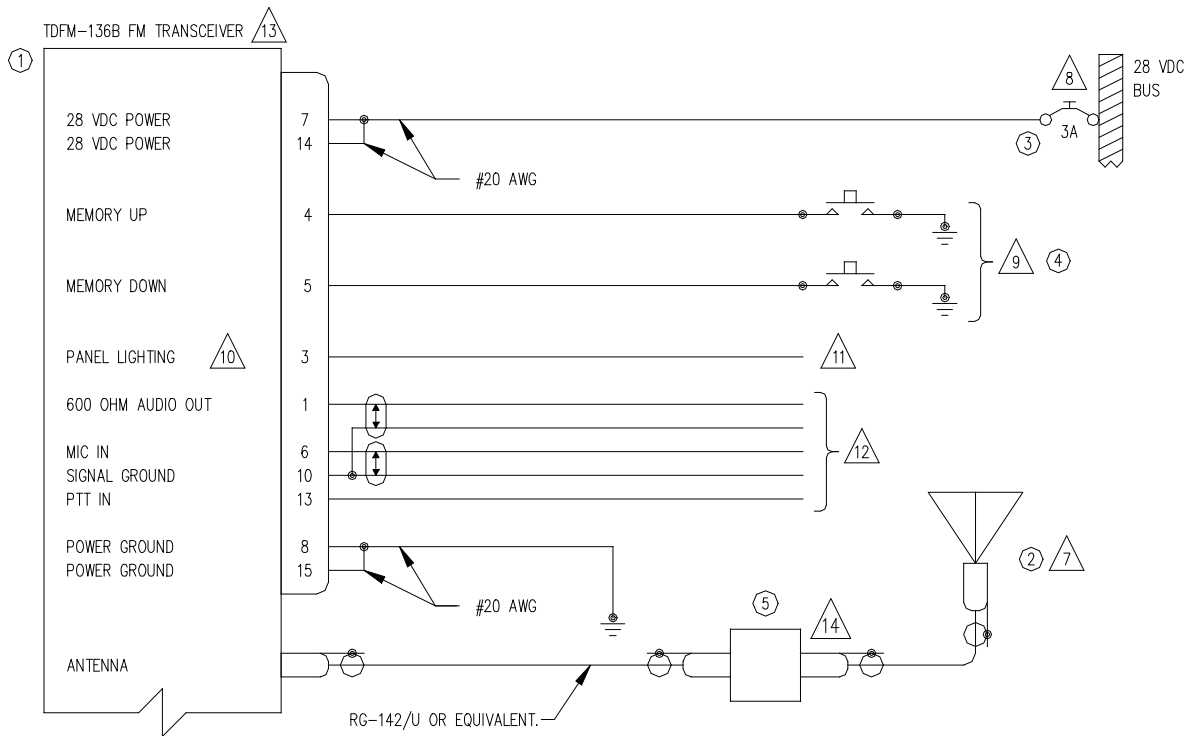 TDFM-136B FM TRANSCEIVER 13
1
8
28 VDC
BUS
28 VDC POWER 7
3A
3
28 VDC POWER 14
#20 AWG
MEMORY UP 4
9 4
MEMORY DOWN 5
PANEL LIGHTING 10 3 11
600 OHM AUDIO OUT 1
MIC IN 6
12
SIGNAL GROUND 10
PTT IN 13
POWER GROUND 8
2 7
POWER GROUND 15
#20 AWG
5
14
ANTENNA
RG-142/U OR EQUIVALENT.